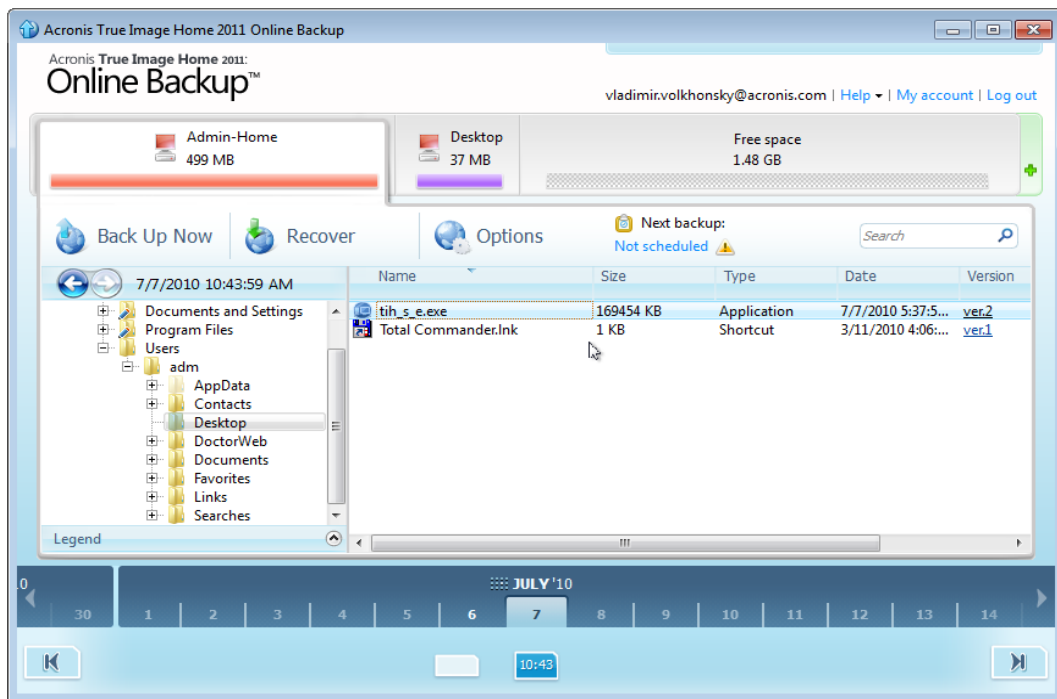 Acronis True Image Home 2011 Online Backup
Acronis True Image Home 2011:
Online Backup™
vladimir.volkhonsky@acronis.com | Help | My account | Log out
Admin-Home
499 MB
Desktop
37 MB
Free space
1.48 GB
Back Up Now
Recover
Options
Next backup:
Not scheduled
Search
7/7/2010 10:43:59 AM
Name Size Type Date Version
tih_s_e.exe 169454 KB Application 7/7/2010 5:37:5... ver.2
Total Commander.lnk 1 KB Shortcut 3/11/2010 4:06:... ver.1
Documents and Settings
Program Files
Users
adm
AppData
Contacts
Desktop
DoctorWeb
Documents
Favorites
Links
Searches
Legend
.0
JULY '10
30 1 2 3 4 5 6 7 8 9 10 11 12 13 14
10:43